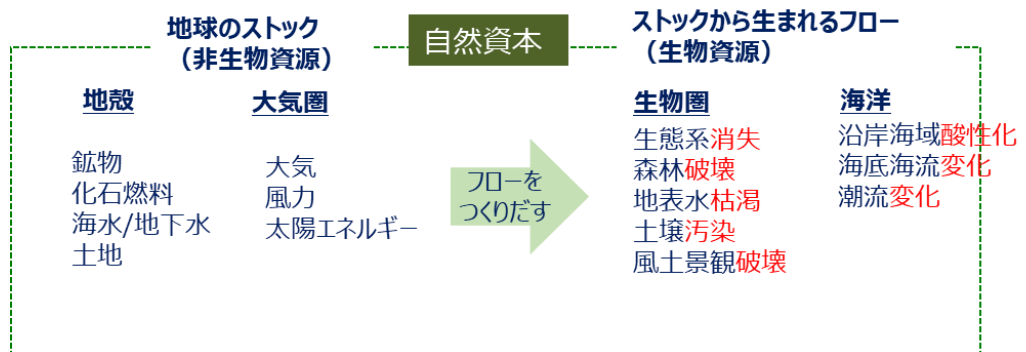 自然資本
地球のストック
(非生物資源)
地殻
鉱物
化石燃料
海水/地下水
土地
大気圏
大気
風力
太陽エネルギー
フローを
つくりだす
ストックから生まれるフロー
(生物資源)
生物圏
生態系消失
森林破壊
地表水枯渇
土壌汚染
風土景観破壊
海洋
沿岸海域酸性化
海底海流変化
潮流変化